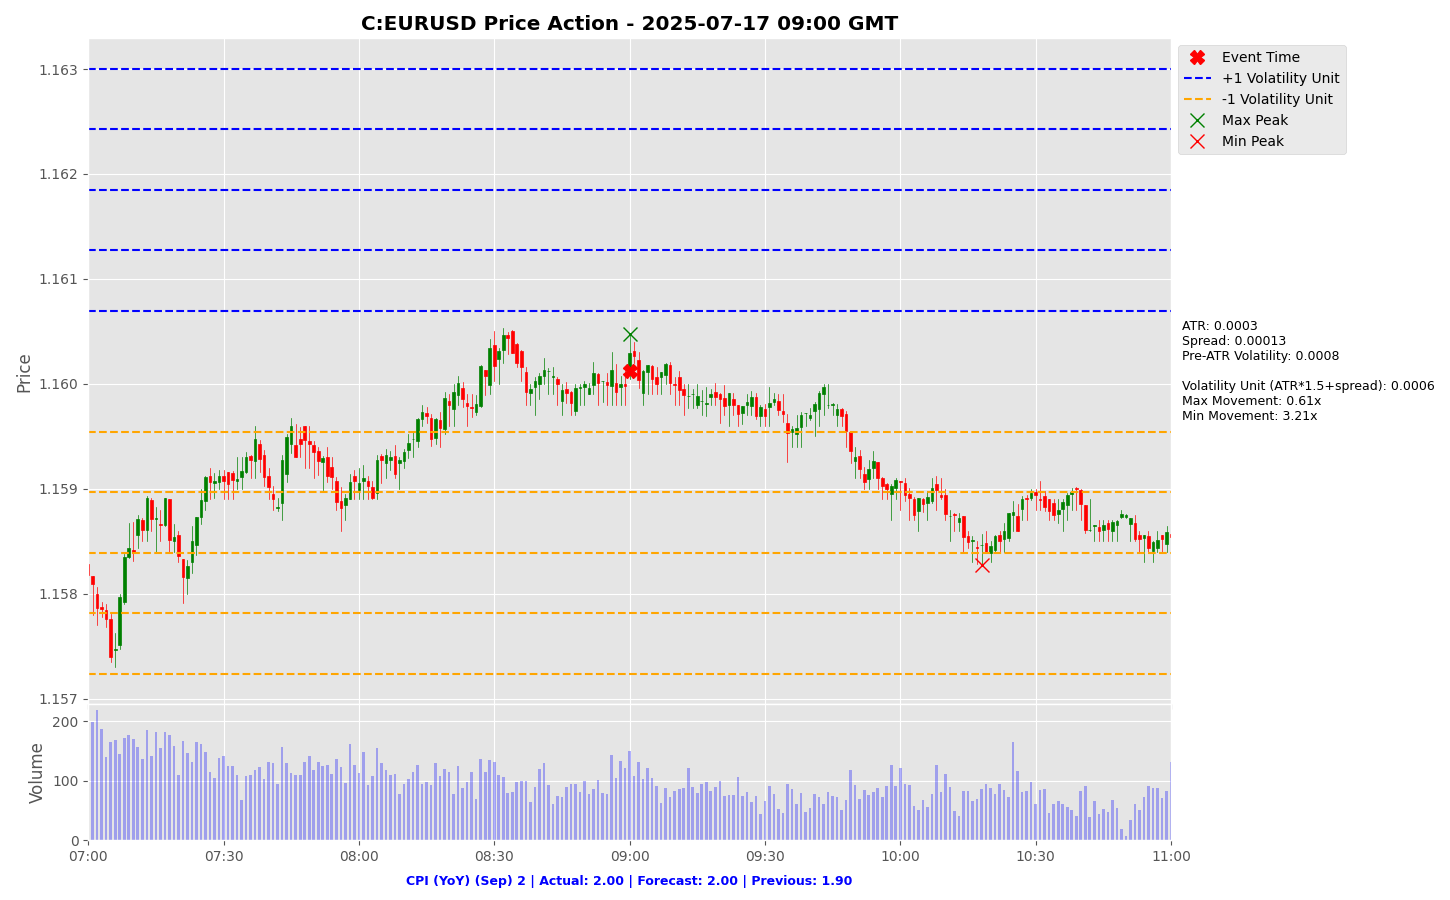 C:EURUSD Price Action - 2025-07-17 09:00 GMT
Event Time
+1 Volatility Unit
-1 Volatility Unit
Max Peak
Min Peak
1.163
1.162
1.161
1.160
1.159
1.158
1.157
Price
ATR: 0.0003
Spread: 0.00013
Pre-ATR Volatility: 0.0008
Volatility Unit (ATR*1.5+spread): 0.0006
Max Movement: 0.61x
Min Movement: 3.21x
200
100
0
Volume
07:00 07:30 08:00 08:30 09:00 09:30 10:00 10:30 11:00
CPI (YoY) (Sep) 2 | Actual: 2.00 | Forecast: 2.00 | Previous: 1.90